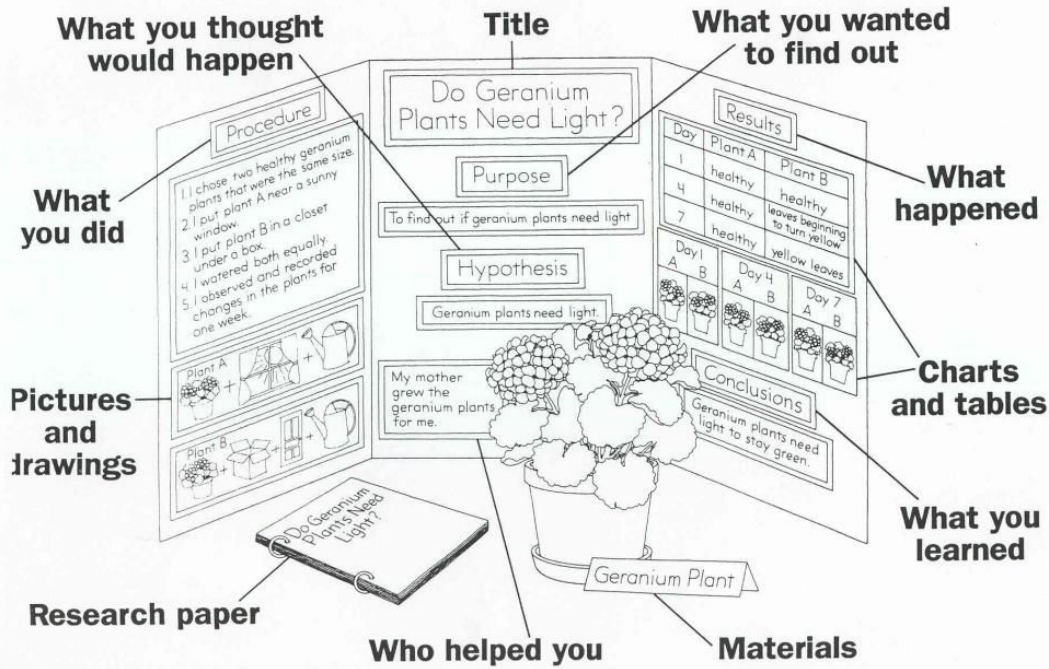 What you thought
would happen
Title
What you wanted
to find out
What
you did
Pictures
and
drawings
Research paper
Who helped you
Materials
What you
learned
Charts
and tables
What
happened
Procedure
1. I chose two healthy geranium
plants that were the same size.
2. I put plant A near a sunny
window.
3. I put plant B in a closet
under a box.
4. I watered both equally.
5. I observed and recorded
changes in the plants for
one week.
Plant A
+
+
Plant B
+
+
+
Do Geranium
Plants Need Light?
Purpose
To find out if geranium plants need light
Hypothesis
Geranium plants need light.
My mother
grew the
geranium plants
for me.
Results
Day Plant A Plant B
1 healthy healthy
4 healthy leaves beginning
to turn yellow
7 healthy yellow leaves
Day 1 Day 4 Day 7
A B A B A B
Conclusions
Geranium plants need
light to stay green.
Do Geranium
Plants Need
Light?
Geranium Plant